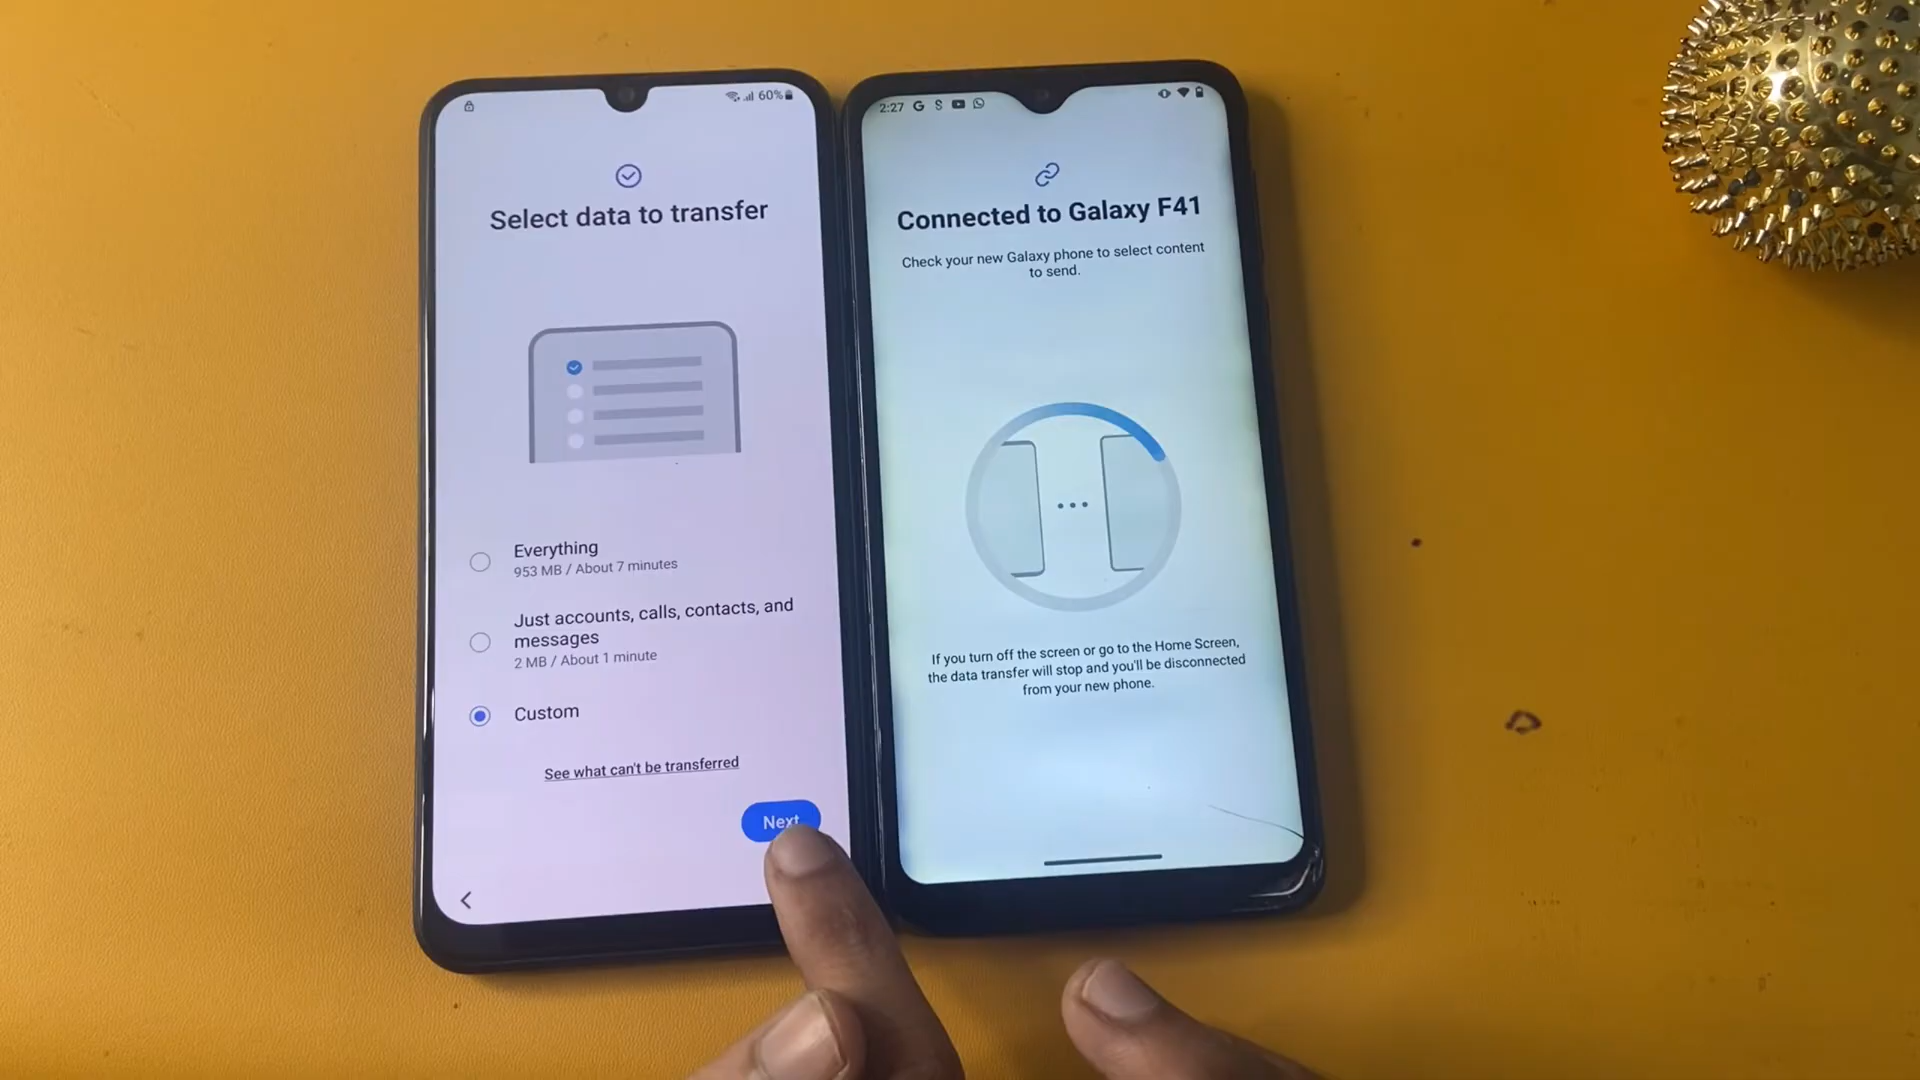 60%
Select data to transfer
Everything
953 MB / About 7 minutes
Just accounts, calls, contacts, and
messages
2 MB / About 1 minute
Custom
See what can't be transferred
Next
2:27 G S
Connected to Galaxy F41
Check your new Galaxy phone to select content
to send.
If you turn off the screen or go to the Home Screen,
the data transfer will stop and you'll be disconnected
from your new phone.